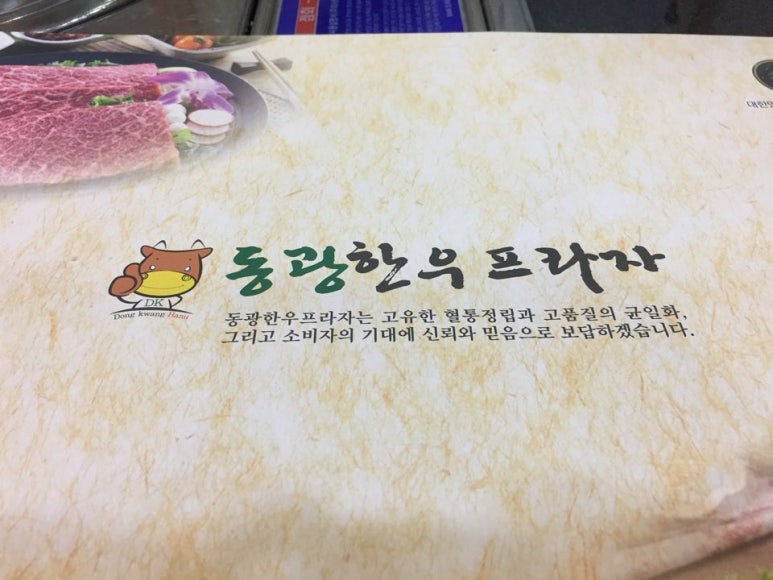 동광한우프라자
DK
Dong kwang Hanu
동광한우프라자는 고유한 혈통정립과 고품질의 균일화,
그리고 소비자의 기대에 신뢰와 믿음으로 보답하겠습니다.